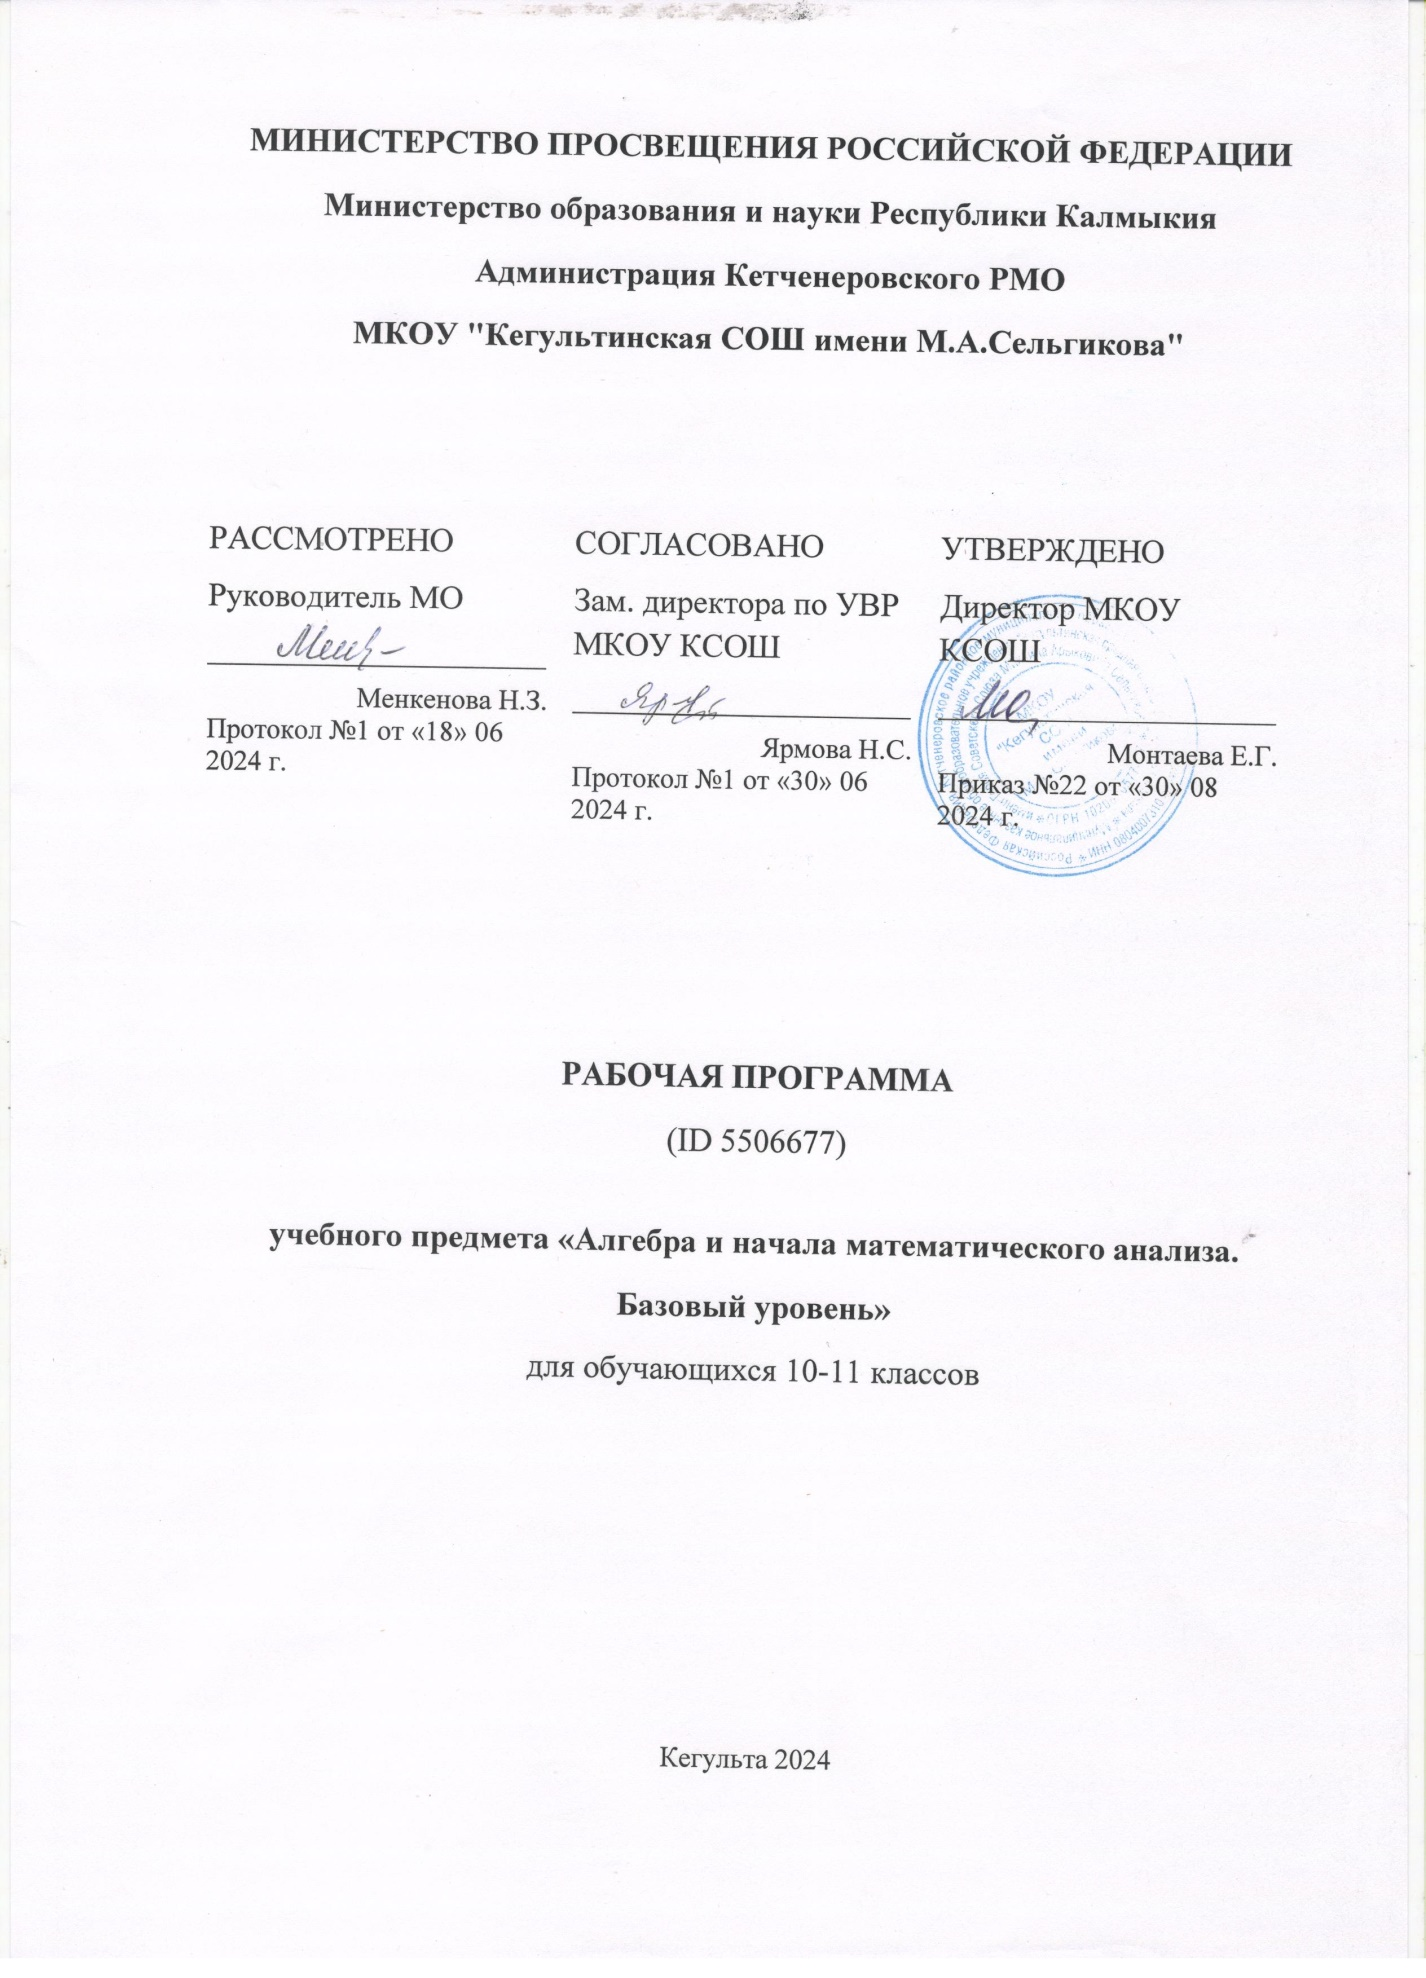 МИНИСТЕРСТВО ПРОСВЕЩЕНИЯ РОССИЙСКОЙ ФЕДЕРАЦИИ
Министерство образования и науки Республики Калмыкия
Администрация Кетченеровского РМО
МКОУ "Кегультинская СОШ имени М.А.Сельгикова"
РАССМОТРЕНО
Руководитель МО
Менкенова Н.З.
Протокол №1 от «18» 06
2024 г.
СОГЛАСОВАНО
Зам. директора по УВР
МКОУ КСОШ
Ярмова Н.С.
Протокол №1 от «30» 06
2024 г.
УТВЕРЖДЕНО
Директор МКОУ
КСОШ
Монтаева Е.Г.
Приказ №22 от «30» 08
2024 г.
РАБОЧАЯ ПРОГРАММА
(ID 5506677)
учебного предмета «Алгебра и начала математического анализа.
Базовый уровень»
для обучающихся 10-11 классов
Кегульта 2024